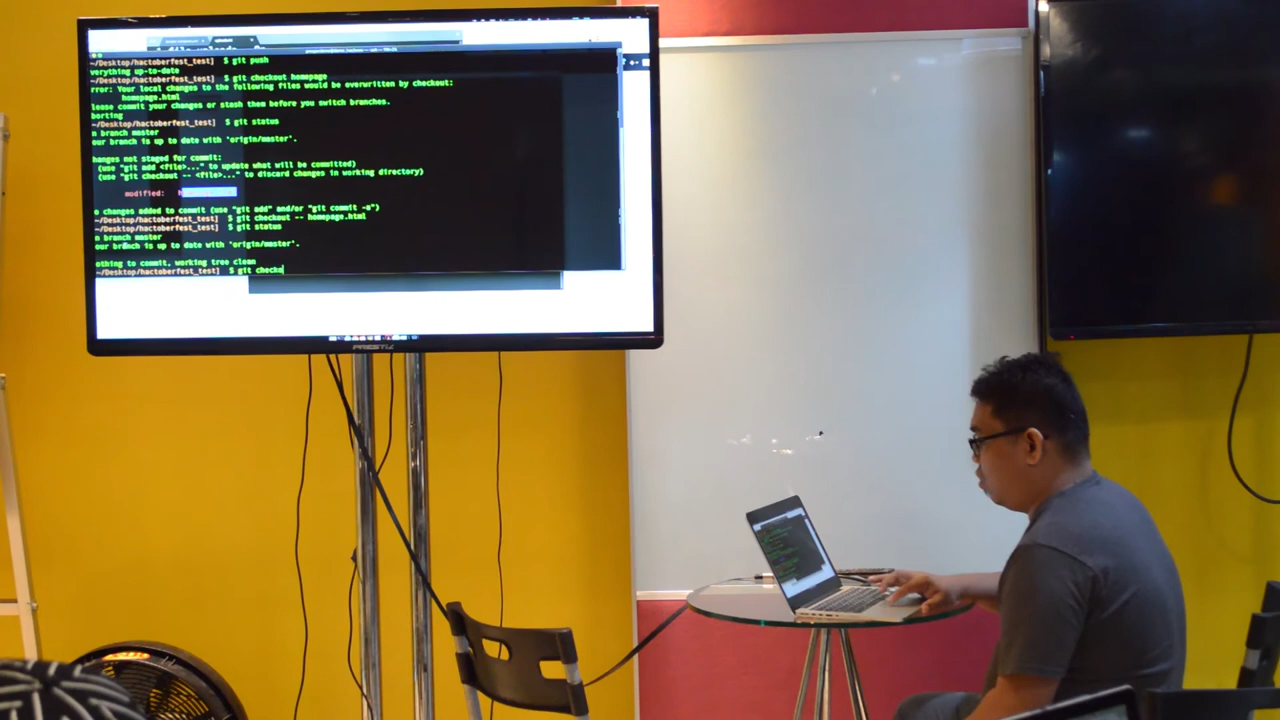 ~/Desktop/hactoberfest_test] $ git push
verything up-to-date
~/Desktop/hactoberfest_test] $ git checkout homepage
rror: Your local changes to the following files would be overwritten by checkout:
homepage.html
lease commit your changes or stash them before you switch branches.
borting
~/Desktop/hactoberfest_test] $ git status
n branch master
our branch is up to date with 'origin/master'.
hanges not staged for commit:
(use "git add <file>..." to update what will be committed)
(use "git checkout -- <file>..." to discard changes in working directory)
modified:
o changes added to commit (use "git add" and/or "git commit -a")
~/Desktop/hactoberfest_test] $ git checkout -- homepage.html
~/Desktop/hactoberfest_test] $ git status
n branch master
our branch is up to date with 'origin/master'.
othing to commit, working tree clean
~/Desktop/hactoberfest_test] $ git checko
PRESTIZ